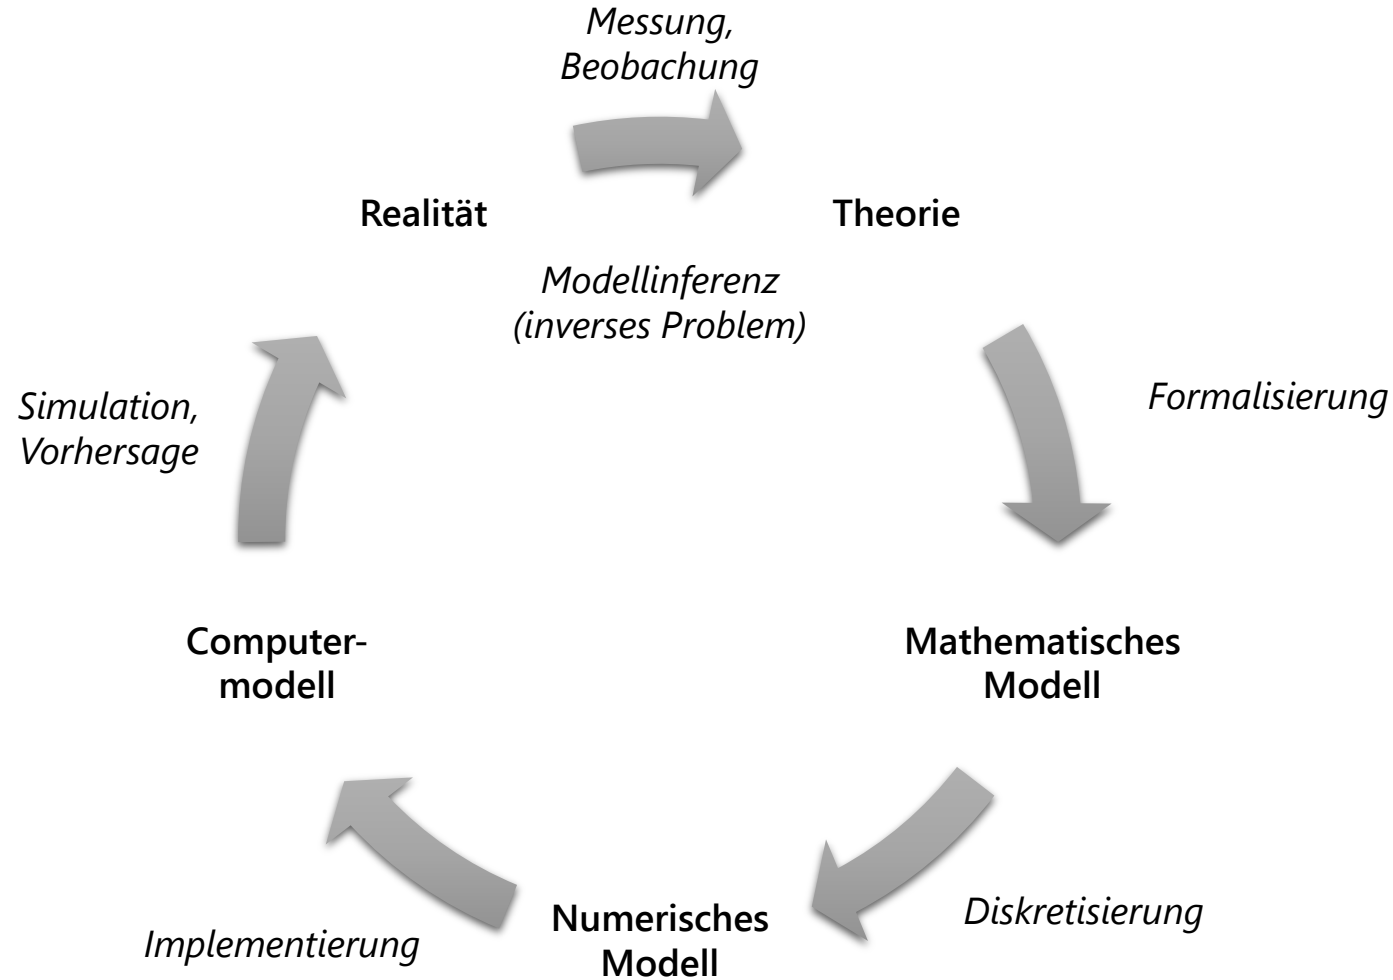 Messung,
Beobachung
Realität
Theorie
Modellinferenz
(inverses Problem)
Simulation,
Vorhersage
Formalisierung
Computer-
modell
Mathematisches
Modell
Implementierung
Numerisches
Modell
Diskretisierung